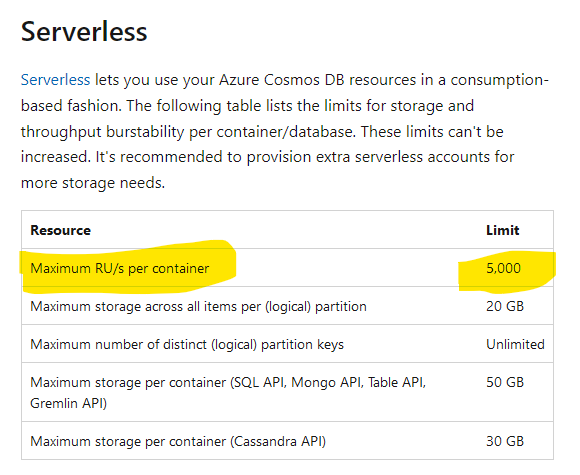 Serverless
Serverless lets you use your Azure Cosmos DB resources in a consumption-
based fashion. The following table lists the limits for storage and
throughput burstability per container/database. These limits can't be
increased. It's recommended to provision extra serverless accounts for
more storage needs.
Resource Limit
Maximum RU/s per container 5,000
Maximum storage across all items per (logical) partition 20 GB
Maximum number of distinct (logical) partition keys Unlimited
Maximum storage per container (SQL API, Mongo API, Table API, 50 GB
Gremlin API)
Maximum storage per container (Cassandra API) 30 GB